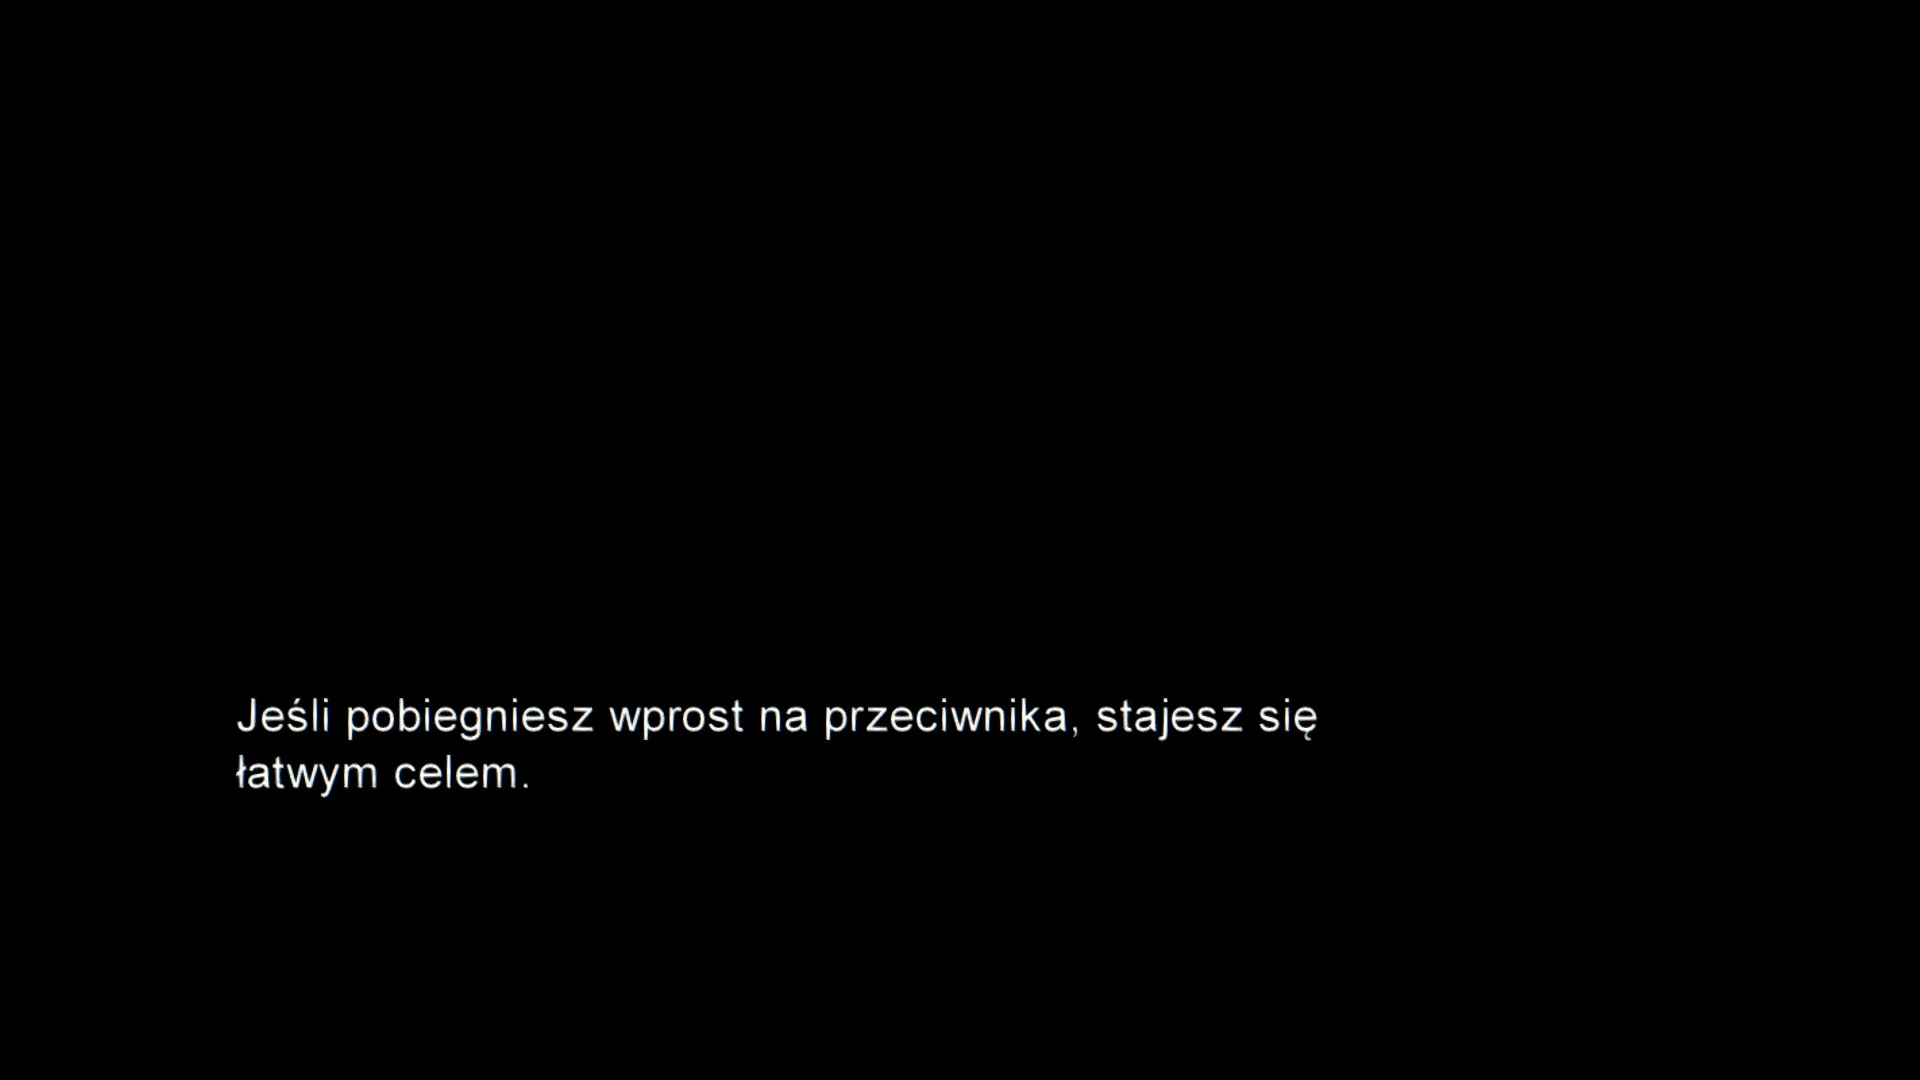 Jeśli pobiegniesz wprost na przeciwnika, stajesz się
łatwym celem.